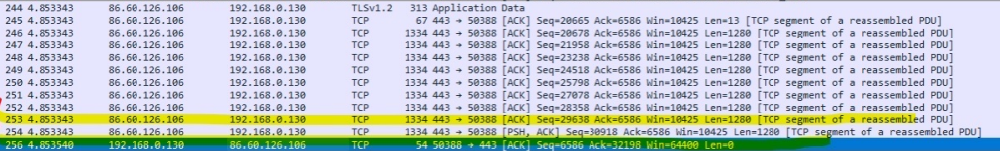 244 4.853343 86.60.126.106 192.168.0.130 TLSv1.2 313 Application Data
245 4.853343 86.60.126.106 192.168.0.130 TCP 67 443 → 50388 [ACK] Seq=20665 Ack=6586 Win=10425 Len=13 [TCP segment of a reassembled PDU]
246 4.853343 86.60.126.106 192.168.0.130 TCP 1334 443 → 50388 [ACK] Seq=20678 Ack=6586 Win=10425 Len=1280 [TCP segment of a reassembled PDU]
247 4.853343 86.60.126.106 192.168.0.130 TCP 1334 443 → 50388 [ACK] Seq=21958 Ack=6586 Win=10425 Len=1280 [TCP segment of a reassembled PDU]
248 4.853343 86.60.126.106 192.168.0.130 TCP 1334 443 → 50388 [ACK] Seq=23238 Ack=6586 Win=10425 Len=1280 [TCP segment of a reassembled PDU]
249 4.853343 86.60.126.106 192.168.0.130 TCP 1334 443 → 50388 [ACK] Seq=24518 Ack=6586 Win=10425 Len=1280 [TCP segment of a reassembled PDU]
250 4.853343 86.60.126.106 192.168.0.130 TCP 1334 443 → 50388 [ACK] Seq=25798 Ack=6586 Win=10425 Len=1280 [TCP segment of a reassembled PDU]
251 4.853343 86.60.126.106 192.168.0.130 TCP 1334 443 → 50388 [ACK] Seq=27078 Ack=6586 Win=10425 Len=1280 [TCP segment of a reassembled PDU]
252 4.853343 86.60.126.106 192.168.0.130 TCP 1334 443 → 50388 [ACK] Seq=28358 Ack=6586 Win=10425 Len=1280 [TCP segment of a reassembled PDU]
253 4.853343 86.60.126.106 192.168.0.130 TCP 1334 443 → 50388 [ACK] Seq=29638 Ack=6586 Win=10425 Len=1280 [TCP segment of a reassembled PDU]
254 4.853343 86.60.126.106 192.168.0.130 TCP 1334 443 → 50388 [PSH, ACK] Seq=30918 Ack=6586 Win=10425 Len=1280 [TCP segment of a reassembled PDU]
256 4.853540 192.168.0.130 86.60.126.106 TCP 54 50388 → 443 [ACK] Seq=6586 Ack=32198 Win=64400 Len=0